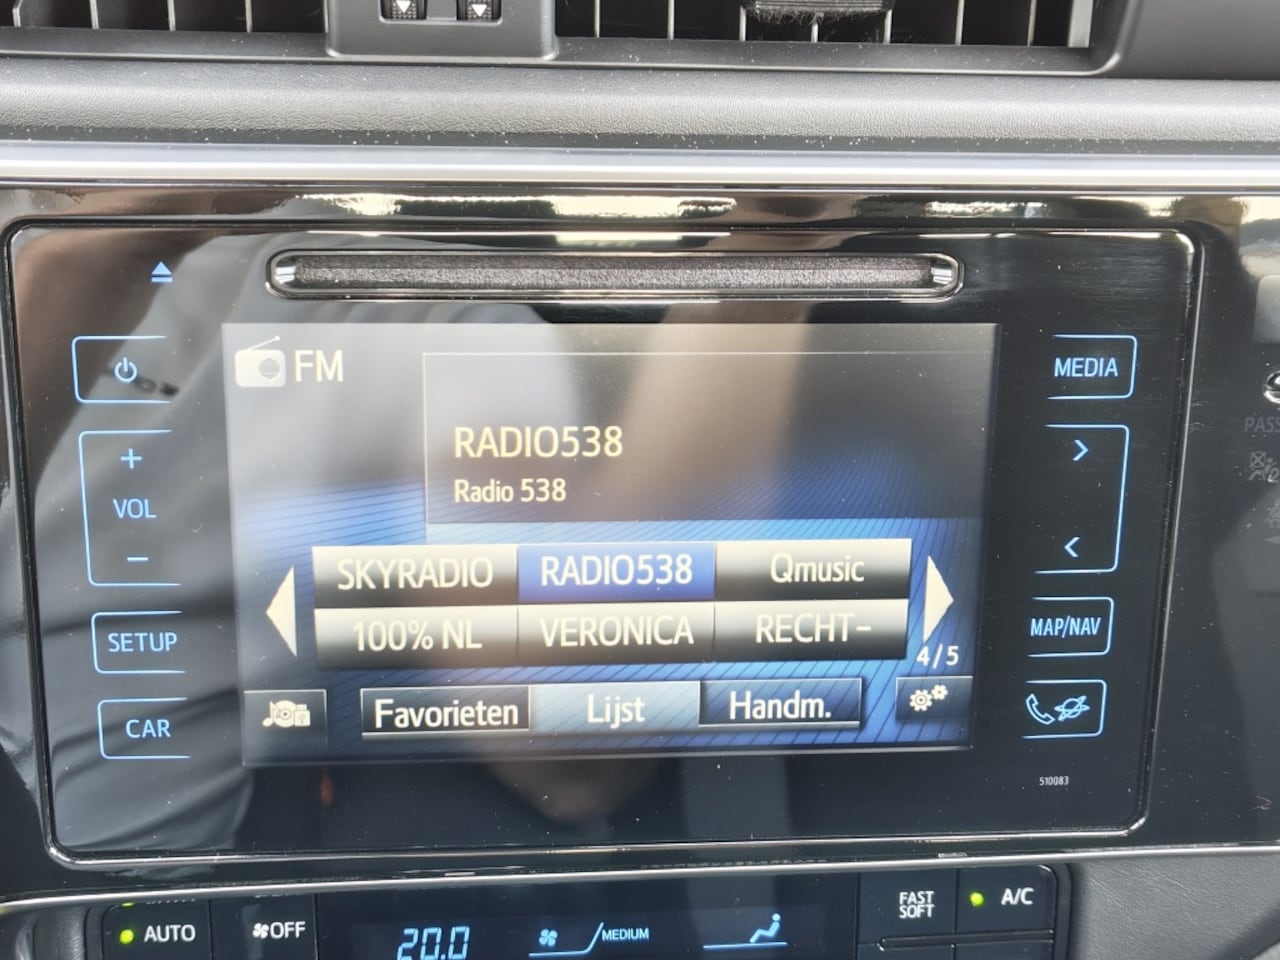 FM
MEDIA
RADIO538
Radio 538
+
VOL
-
SKYRADIO RADIO538 Qmusic
100% NL VERONICA RECHT-
SETUP
MAP/NAV
4/5
Favorieten Lijst Handm.
CAR
510083
FAST
SOFT
A/C
AUTO
OFF
20.0
MEDIUM
PASS